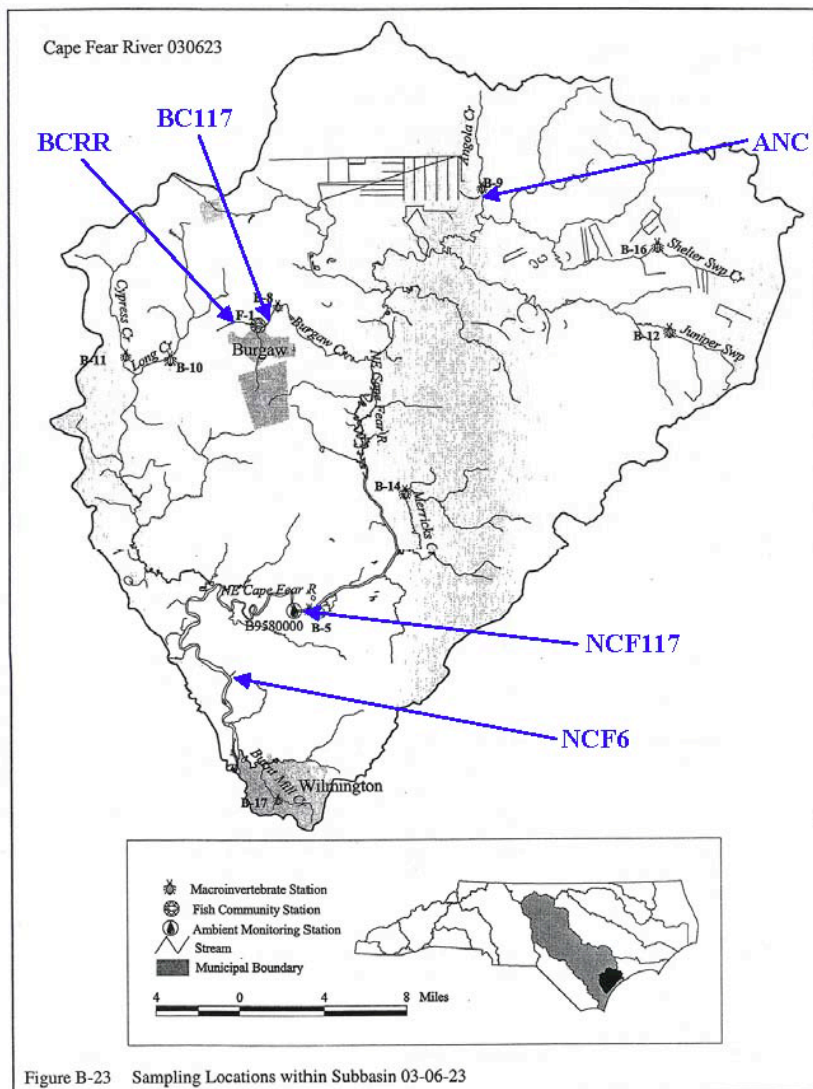 Cape Fear River 030623
BC117
BCRR
ANC
Angola Cr
B-9
B-16
Shelter Swp Cr
Cypress Cr
B-8
F-1
Burgaw Cr
Burgaw
B-11
Long Cr
B-10
NE Cape Fear R
B-12
Juniper Swp
B-14
Merricks Cr
NE Cape Fear R
B9580000
B-5
NCF117
NCF6
Burnt Mill Cr
Wilmington
B-17
Macroinvertebrate Station
Fish Community Station
Ambient Monitoring Station
Stream
Municipal Boundary
4 0 4 8 Miles
Figure B-23 Sampling Locations within Subbasin 03-06-23